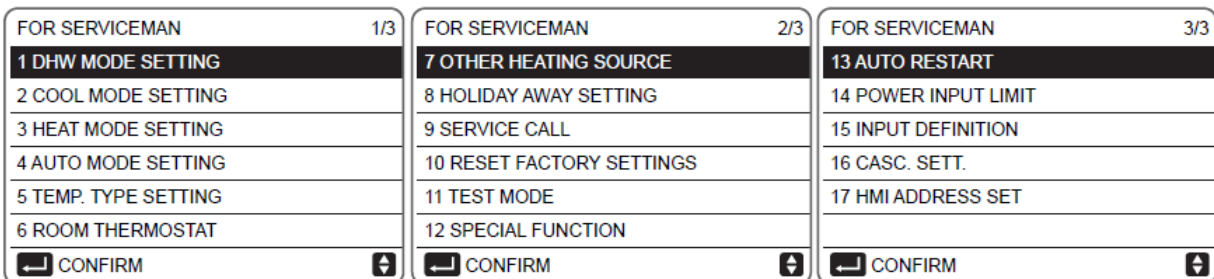 FOR SERVICEMAN 1/3
1 DHW MODE SETTING
2 COOL MODE SETTING
3 HEAT MODE SETTING
4 AUTO MODE SETTING
5 TEMP. TYPE SETTING
6 ROOM THERMOSTAT
CONFIRM
FOR SERVICEMAN 2/3
7 OTHER HEATING SOURCE
8 HOLIDAY AWAY SETTING
9 SERVICE CALL
10 RESET FACTORY SETTINGS
11 TEST MODE
12 SPECIAL FUNCTION
CONFIRM
FOR SERVICEMAN 3/3
13 AUTO RESTART
14 POWER INPUT LIMIT
15 INPUT DEFINITION
16 CASC. SETT.
17 HMI ADDRESS SET
CONFIRM